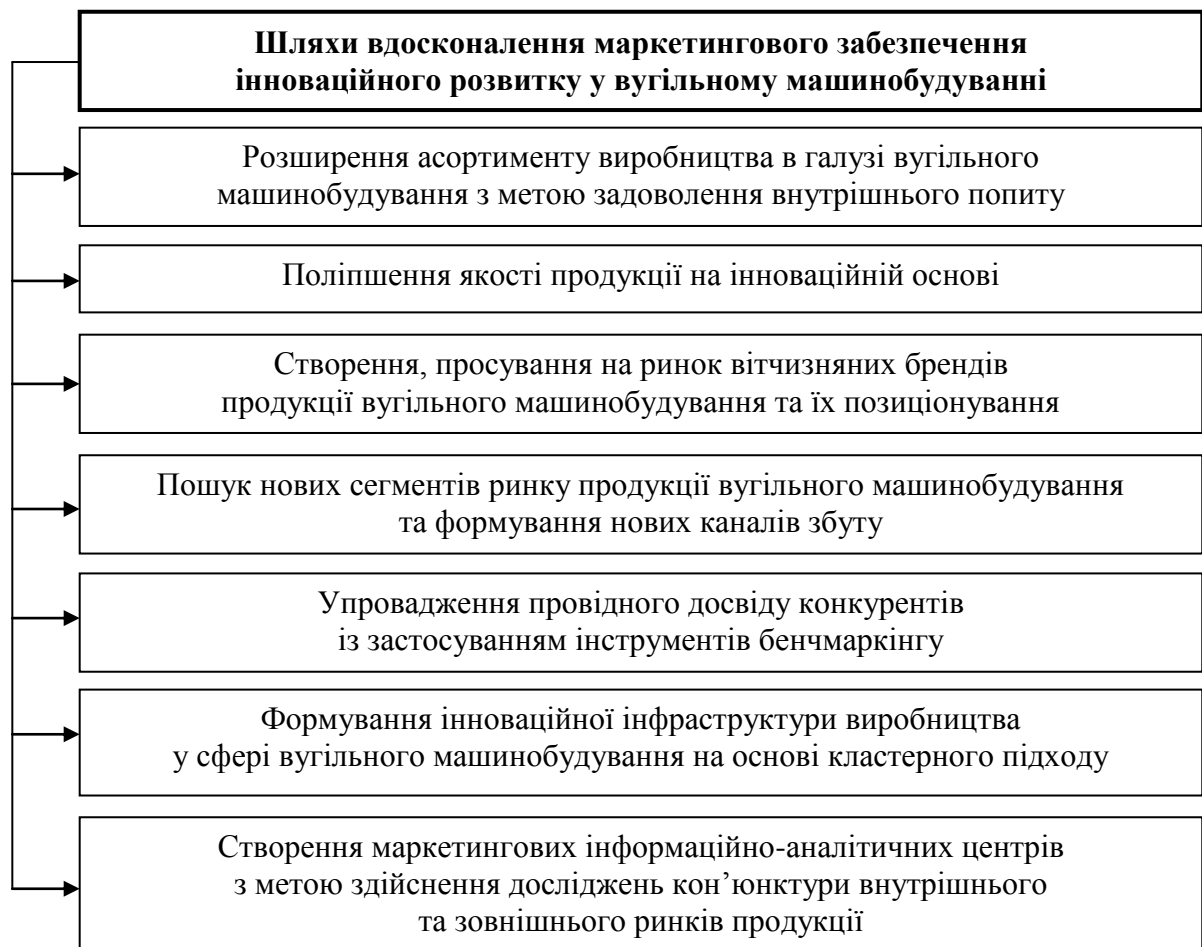 Шляхи вдосконалення маркетингового забезпечення
інноваційного розвитку у вугільному машинобудуванні
Розширення асортименту виробництва в галузі вугільного
машинобудування з метою задоволення внутрішнього попиту
Поліпшення якості продукції на інноваційній основі
Створення, просування на ринок вітчизняних брендів
продукції вугільного машинобудування та їх позиціонування
Пошук нових сегментів ринку продукції вугільного машинобудування
та формування нових каналів збуту
Упровадження провідного досвіду конкурентів
із застосуванням інструментів бенчмаркінгу
Формування інноваційної інфраструктури виробництва
у сфері вугільного машинобудування на основі кластерного підходу
Створення маркетингових інформаційно-аналітичних центрів
з метою здійснення досліджень кон’юнктури внутрішнього
та зовнішнього ринків продукції